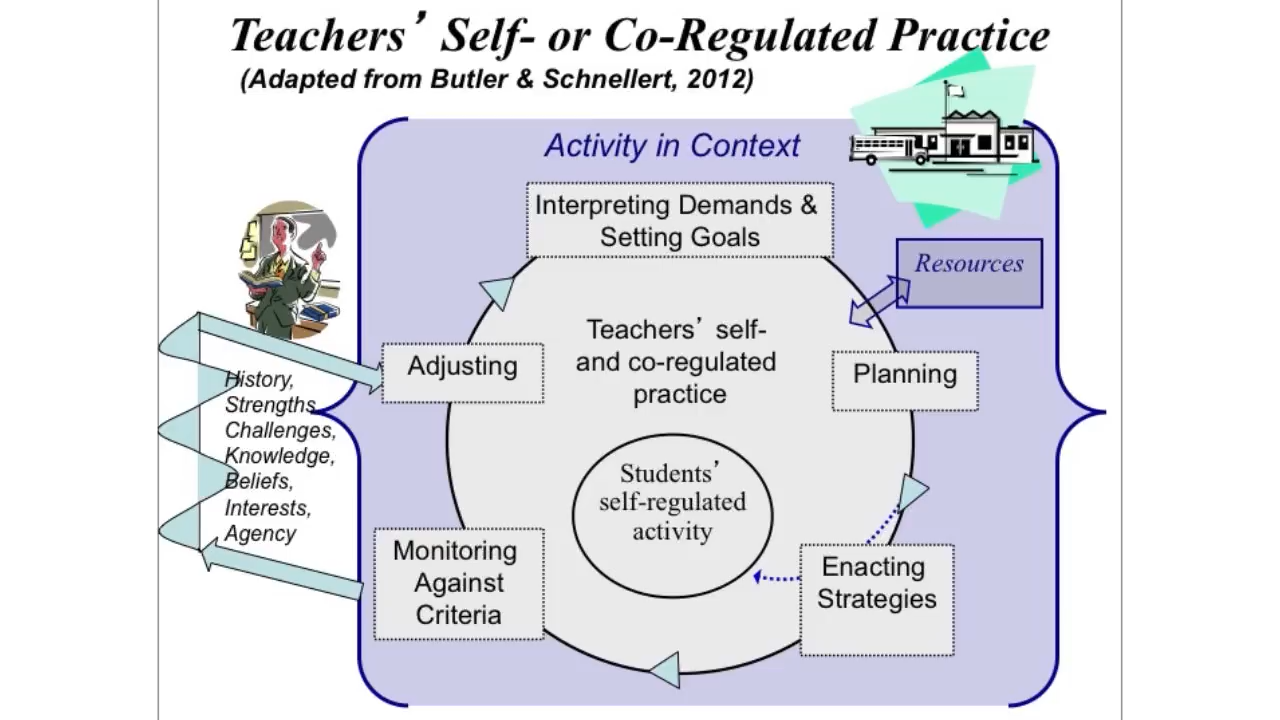 Teachers’ Self- or Co-Regulated Practice
(Adapted from Butler & Schnellert, 2012)
Activity in Context
Interpreting Demands &
Setting Goals
Resources
Teachers’ self-
and co-regulated
practice
Adjusting
Planning
History,
Strengths,
Challenges,
Knowledge,
Beliefs,
Interests,
Agency
Students’
self-regulated
activity
Monitoring
Against
Criteria
Enacting
Strategies